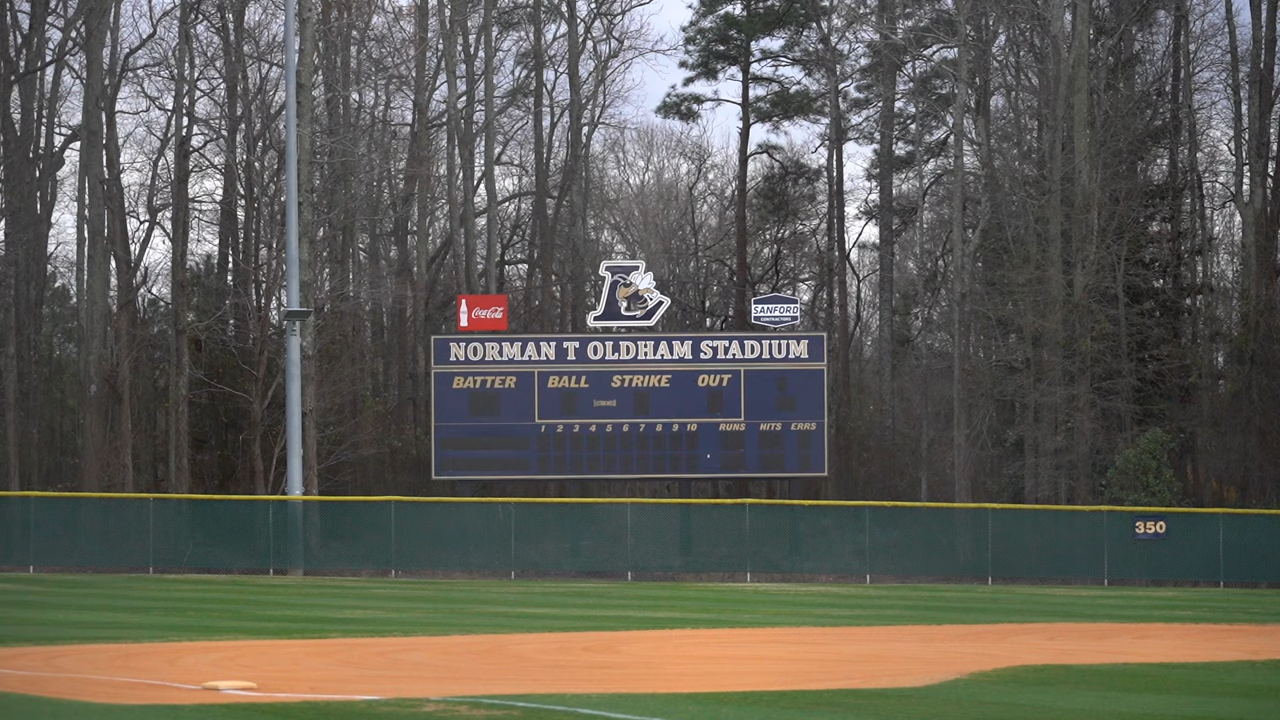 Coca-Cola
L
SANFORD
CONTRACTORS
NORMAN T OLDHAM STADIUM
BATTER BALL STRIKE OUT
1 2 3 4 5 6 7 8 9 10 RUNS HITS ERRS
350